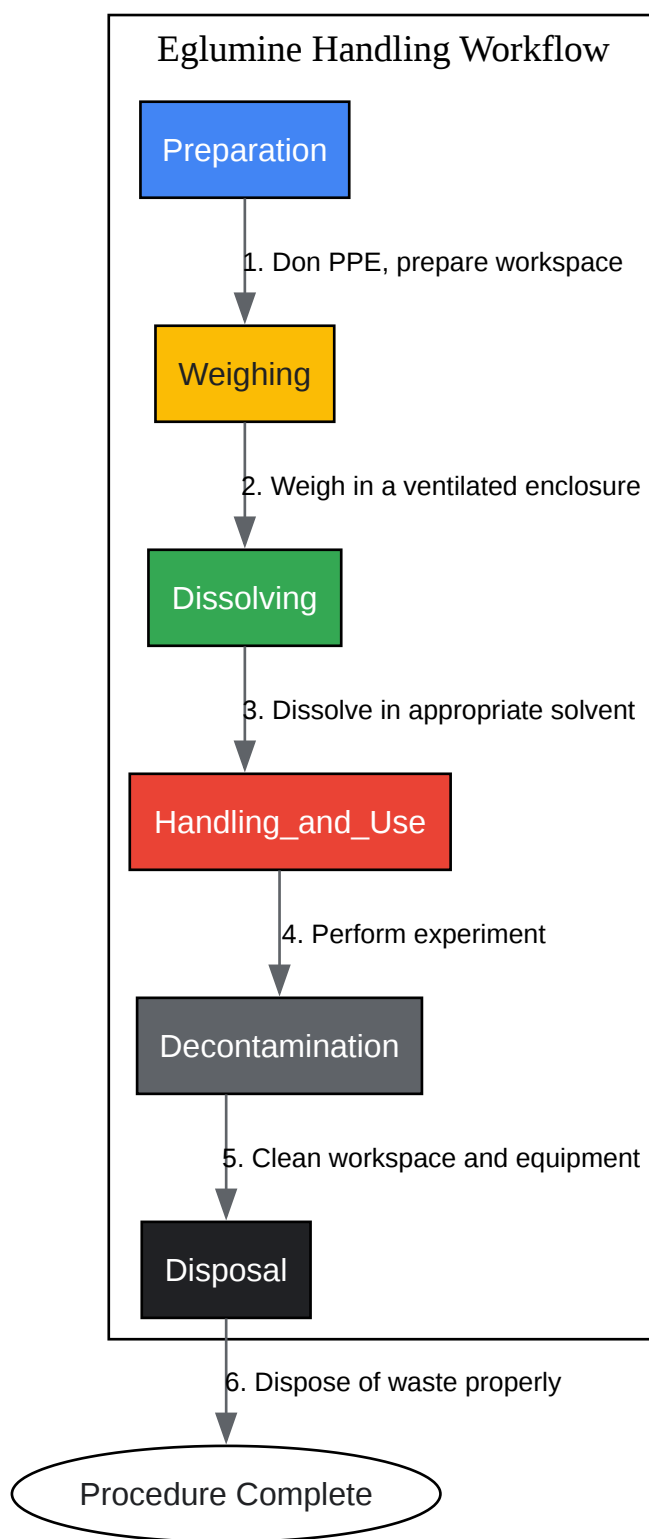 Eglumine Handling Workflow
Preparation
1. Don PPE, prepare workspace
Weighing
2. Weigh in a ventilated enclosure
Dissolving
3. Dissolve in appropriate solvent
Handling_and_Use
4. Perform experiment
Decontamination
5. Clean workspace and equipment
Disposal
6. Dispose of waste properly
Procedure Complete